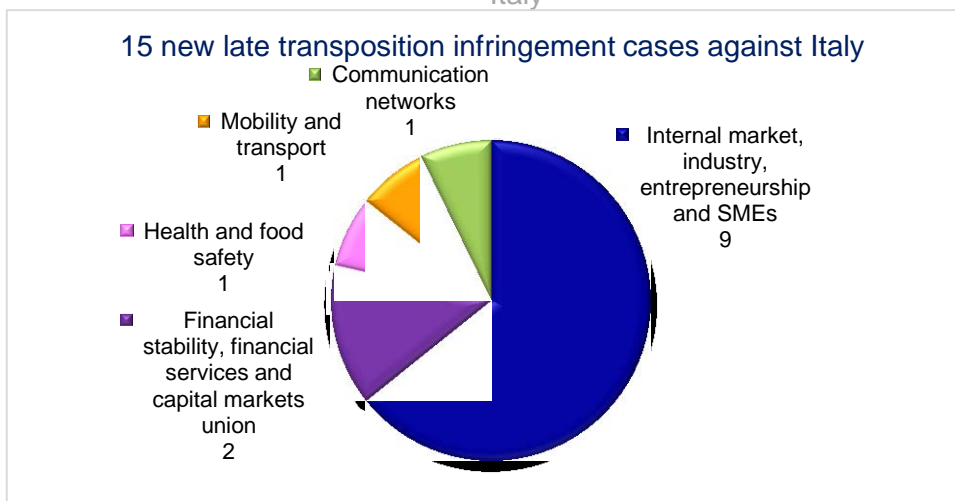 Italy
15 new late transposition infringement cases against Italy
Communication
networks
1
Mobility and
transport
1
Internal market,
industry,
entrepreneurship
and SMEs
9
Health and food
safety
1
Financial
stability, financial
services and
capital markets
union
2